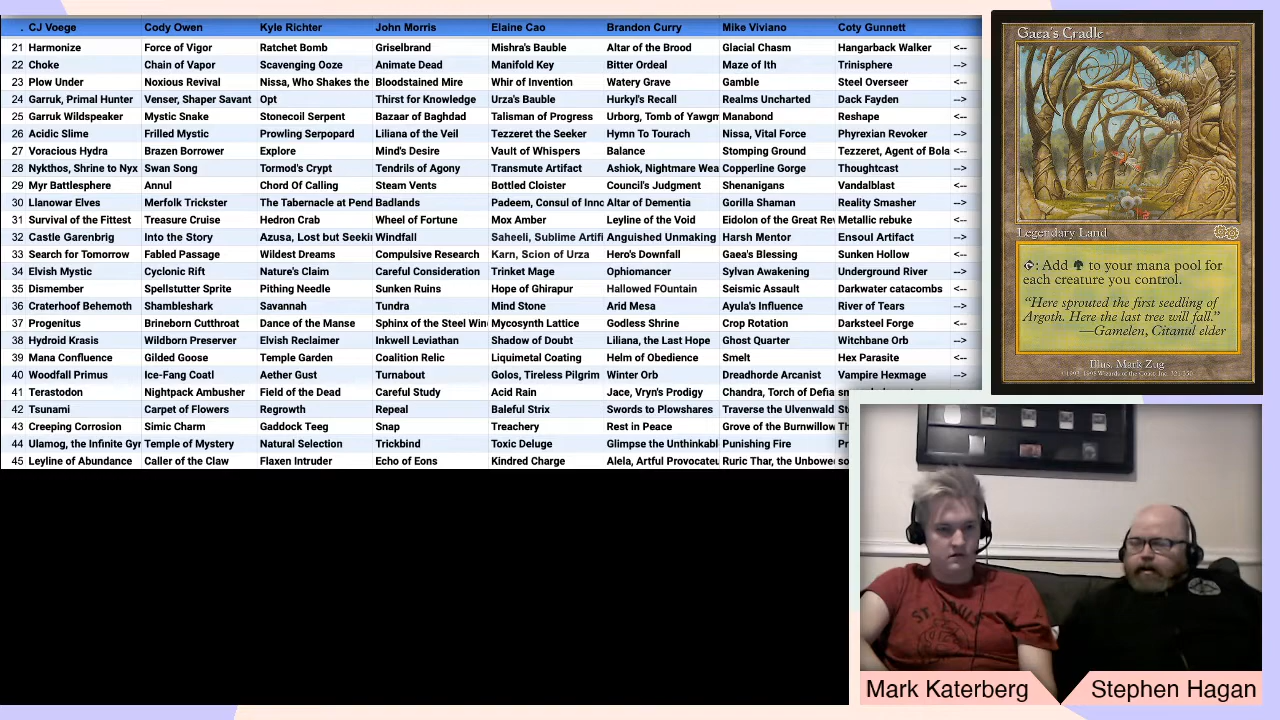 . CJ Voege Cody Owen Kyle Richter John Morris Elaine Cao Brandon Curry Mike Viviano Coty Gunnett
21 Harmonize Force of Vigor Ratchet Bomb Griselbrand Mishra's Bauble Altar of the Brood Glacial Chasm Hangarback Walker <--
22 Choke Chain of Vapor Scavenging Ooze Animate Dead Manifold Key Bitter Ordeal Maze of Ith Trinisphere -->
23 Plow Under Noxious Revival Nissa, Who Shakes the Bloodstained Mire Whir of Invention Watery Grave Gamble Steel Overseer <--
24 Garruk, Primal Hunter Venser, Shaper Savant Opt Thirst for Knowledge Urza's Bauble Hurkyl's Recall Realms Uncharted Dack Fayden -->
25 Garruk Wildspeaker Mystic Snake Stonecoil Serpent Bazaar of Baghdad Talisman of Progress Urborg, Tomb of Yawgm Manabond Reshape <--
26 Acidic Slime Frilled Mystic Prowling Serpopard Liliana of the Veil Tezzeret the Seeker Hymn To Tourach Nissa, Vital Force Phyrexian Revoker -->
27 Voracious Hydra Brazen Borrower Explore Mind's Desire Vault of Whispers Balance Stomping Ground Tezzeret, Agent of Bola <--
28 Nykthos, Shrine to Nyx Swan Song Tormod's Crypt Tendrils of Agony Transmute Artifact Ashiok, Nightmare Wea Copperline Gorge Thoughtcast -->
29 Myr Battlesphere Annul Chord Of Calling Steam Vents Bottled Cloister Council's Judgment Shenanigans Vandalblast <--
30 Llanowar Elves Merfolk Trickster The Tabernacle at Pend Badlands Padeem, Consul of Innc Altar of Dementia Gorilla Shaman Reality Smasher -->
31 Survival of the Fittest Treasure Cruise Hedron Crab Wheel of Fortune Mox Amber Leyline of the Void Eidolon of the Great Rev Metallic rebuke <--
32 Castle Garenbrig Into the Story Azusa, Lost but Seekin Windfall Saheeli, Sublime Artifi Anguished Unmaking Harsh Mentor Ensoul Artifact -->
33 Search for Tomorrow Fabled Passage Wildest Dreams Compulsive Research Karn, Scion of Urza Hero's Downfall Gaea's Blessing Sunken Hollow <--
34 Elvish Mystic Cyclonic Rift Nature's Claim Careful Consideration Trinket Mage Ophiomancer Sylvan Awakening Underground River -->
35 Dismember Spellstutter Sprite Pithing Needle Sunken Ruins Hope of Ghirapur Hallowed FOuntain Seismic Assault Darkwater catacombs <--
36 Craterhoof Behemoth Shambleshark Savannah Tundra Mind Stone Arid Mesa Ayula's Influence River of Tears -->
37 Progenitus Brineborn Cutthroat Dance of the Manse Sphinx of the Steel Win Mycosynth Lattice Godless Shrine Crop Rotation Darksteel Forge <--
38 Hydroid Krasis Wildborn Preserver Elvish Reclaimer Inkwell Leviathan Shadow of Doubt Liliana, the Last Hope Ghost Quarter Witchbane Orb -->
39 Mana Confluence Gilded Goose Temple Garden Coalition Relic Liquimetal Coating Helm of Obedience Smelt Hex Parasite <--
40 Woodfall Primus Ice-Fang Coatl Aether Gust Turnabout Golos, Tireless Pilgrim Winter Orb Dreadhorde Arcanist Vampire Hexmage -->
41 Terastodon Nightpack Ambusher Field of the Dead Careful Study Acid Rain Jace, Vryn's Prodigy Chandra, Torch of Defia
42 Tsunami Carpet of Flowers Regrowth Repeal Baleful Strix Swords to Plowshares Traverse the Ulvenwald St
43 Creeping Corrosion Simic Charm Gaddock Teeg Snap Treachery Rest in Peace Grove of the Burnwillow Th
44 Ulamog, the Infinite Gyr Temple of Mystery Natural Selection Trickbind Toxic Deluge Glimpse the Unthinkabl Punishing Fire Pr
45 Leyline of Abundance Caller of the Claw Flaxen Intruder Echo of Eons Kindred Charge Alela, Artful Provocateu Ruric Thar, the Unbowe so
Gaea's Cradle
Legendary Land
: Add to your mana pool for
each creature you control.
"Here sprouted the first seedling of
Argoth. Here the last tree will fall."
—Gamelen, Citanul elder
Illus. Mark Zug
ST. LOUIS
Mark Katerberg
Stephen Hagan